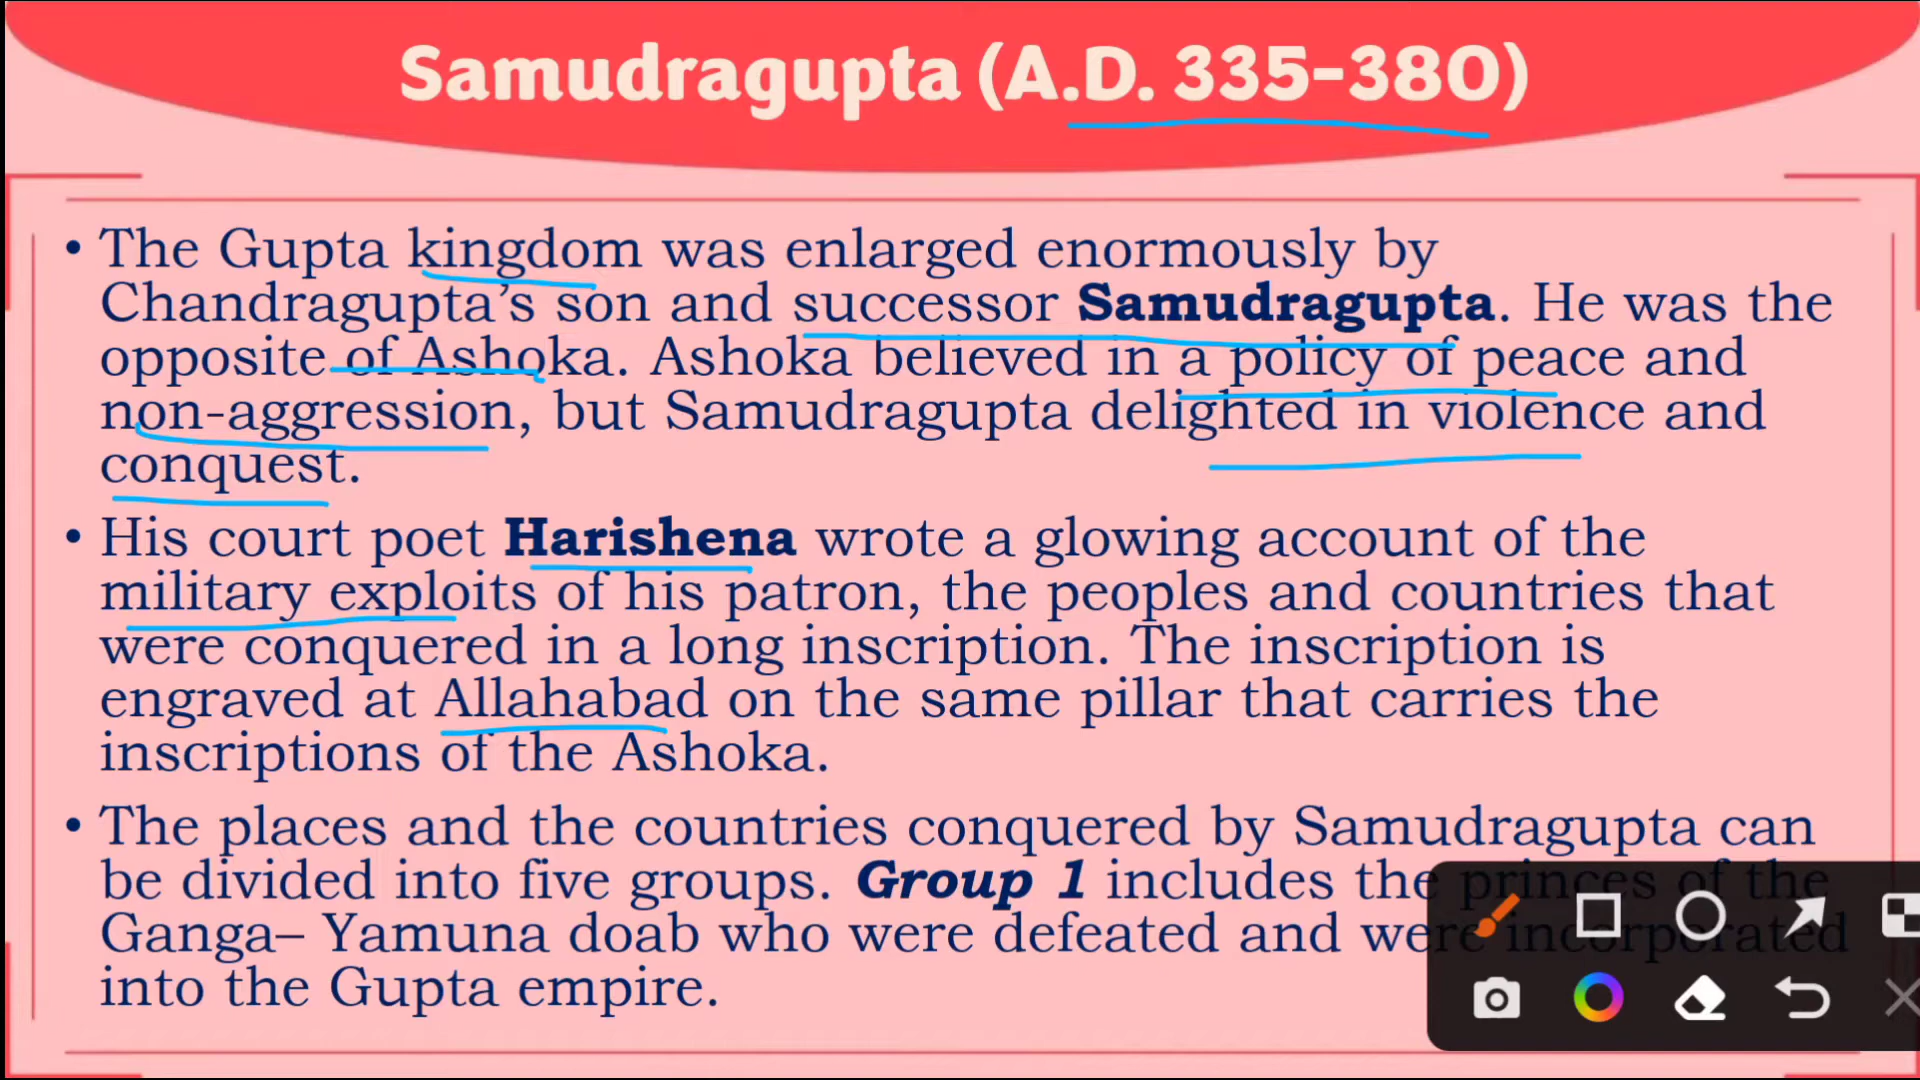 Samudragupta (A.D. 335-380)
• The Gupta kingdom was enlarged enormously by
Chandragupta's son and successor Samudragupta. He was the
opposite of Ashoka. Ashoka believed in a policy of peace and
non-aggression, but Samudragupta delighted in violence and
conquest.
• His court poet Harishena wrote a glowing account of the
military exploits of his patron, the peoples and countries that
were conquered in a long inscription. The inscription is
engraved at Allahabad on the same pillar that carries the
inscriptions of the Ashoka.
• The places and the countries conquered by Samudragupta can
be divided into five groups. Group 1 includes the princes of the
Ganga– Yamuna doab who were defeated and were incorporated
into the Gupta empire.